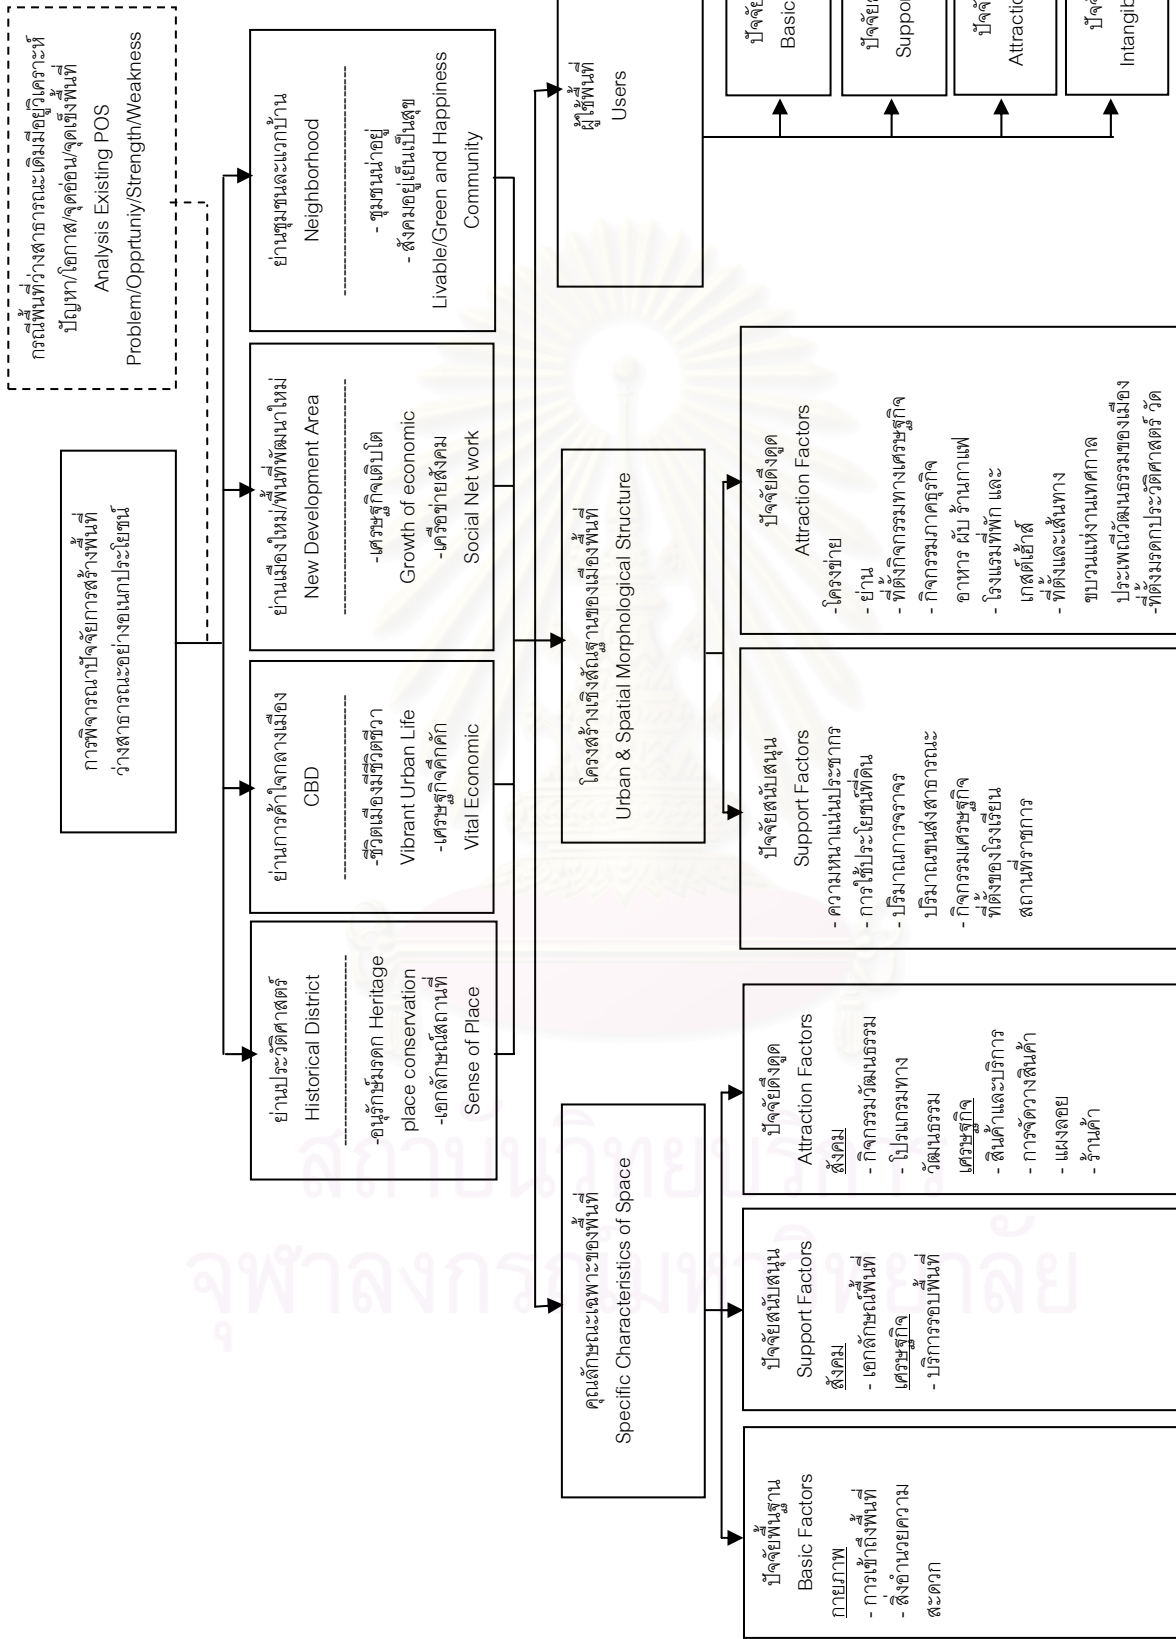 กรณีพื้นที่ว่างสาธารณะเดิมมีอยู่วิเคราะห์
ปัญหา/โอกาส/จุดอ่อน/จุดเข็งพื้นที่
Analysis Existing POS
Problem/Opprtuniy/Strength/Weakness
การพิจารณาปัจจัยการสร้างพื้นที่
ว่างสาธารณะอย่างอเนกประโยชน์
ย่านประวัติศาสตร์
Historical District
-อนุรักษ์มรดก Heritage
place conservation
-เอกลักษณ์สถานที่
Sense of Place
ย่านการค้าใจกลางเมือง
CBD
-ชีวิตเมืองมีชีวิตชีวา
Vibrant Urban Life
-เศรษฐกิจคึกคัก
Vital Economic
ย่านเมืองใหม่/พื้นที่พัฒนาใหม่
New Development Area
-เศรษฐกิจเติบโต
Growth of economic
-เครือข่ายสังคม
Social Net work
ย่านชุมชนละแวกบ้าน
Neighborhood
- ชุมชนน่าอยู่
- สังคมอยู่เย็นเป็นสุข
Livable/Green and Happiness
Community
คุณลักษณะเฉพาะของพื้นที่
Specific Characteristics of Space
โครงสร้างเชิงสัณฐานของเมืองพื้นที่
Urban & Spatial Morphological Structure
ผู้ใช้พื้นที่
Users
ปัจจัยพื้นฐาน
Basic Factors
กายภาพ
- การเข้าถึงพื้นที่
- สิ่งอำนวยความ
สะดวก
ปัจจัยสนับสนุน
Support Factors
สังคม
- เอกลักษณ์พื้นที่
เศรษฐกิจ
- บริการรอบพื้นที่
ปัจจัยดึงดูด
Attraction Factors
สังคม
- กิจกรรมวัฒนธรรม
- โปรแกรมทาง
วัฒนธรรม
เศรษฐกิจ
- สินค้าและบริการ
- การจัดวางสินค้า
- แผงลอย
- ร้านค้า
ปัจจัยสนับสนุน
Support Factors
- ความหนาแน่นประชากร
- การใช้ประโยชน์ที่ดิน
- ปริมาณการจราจร
ปริมาณขนส่งสาธารณะ
- กิจกรรมเศรษฐกิจ
ที่ตั้งของโรงเรียน
สถานที่ราชการ
ปัจจัยดึงดูด
Attraction Factors
-โครงข่าย
- ย่าน
- ที่ตั้งกิจกรรมทางเศรษฐกิจ
- กิจกรรมภาคธุรกิจ
อาหาร ผับ ร้านกาแฟ
- โรงแรมที่พัก และ
เกสต์เฮ้าส์
- ที่ตั้งและเส้นทาง
ขบวนแห่งานเทศกาล
ประเพณีวัฒนธรรมของเมือง
-ที่ตั้งมรดกประวัติศาสตร์ วัด
Basic
Support
Attraction
สถาบันวิทยบริการ
จุฬาลงกรณ์มหาวิทยาลัย